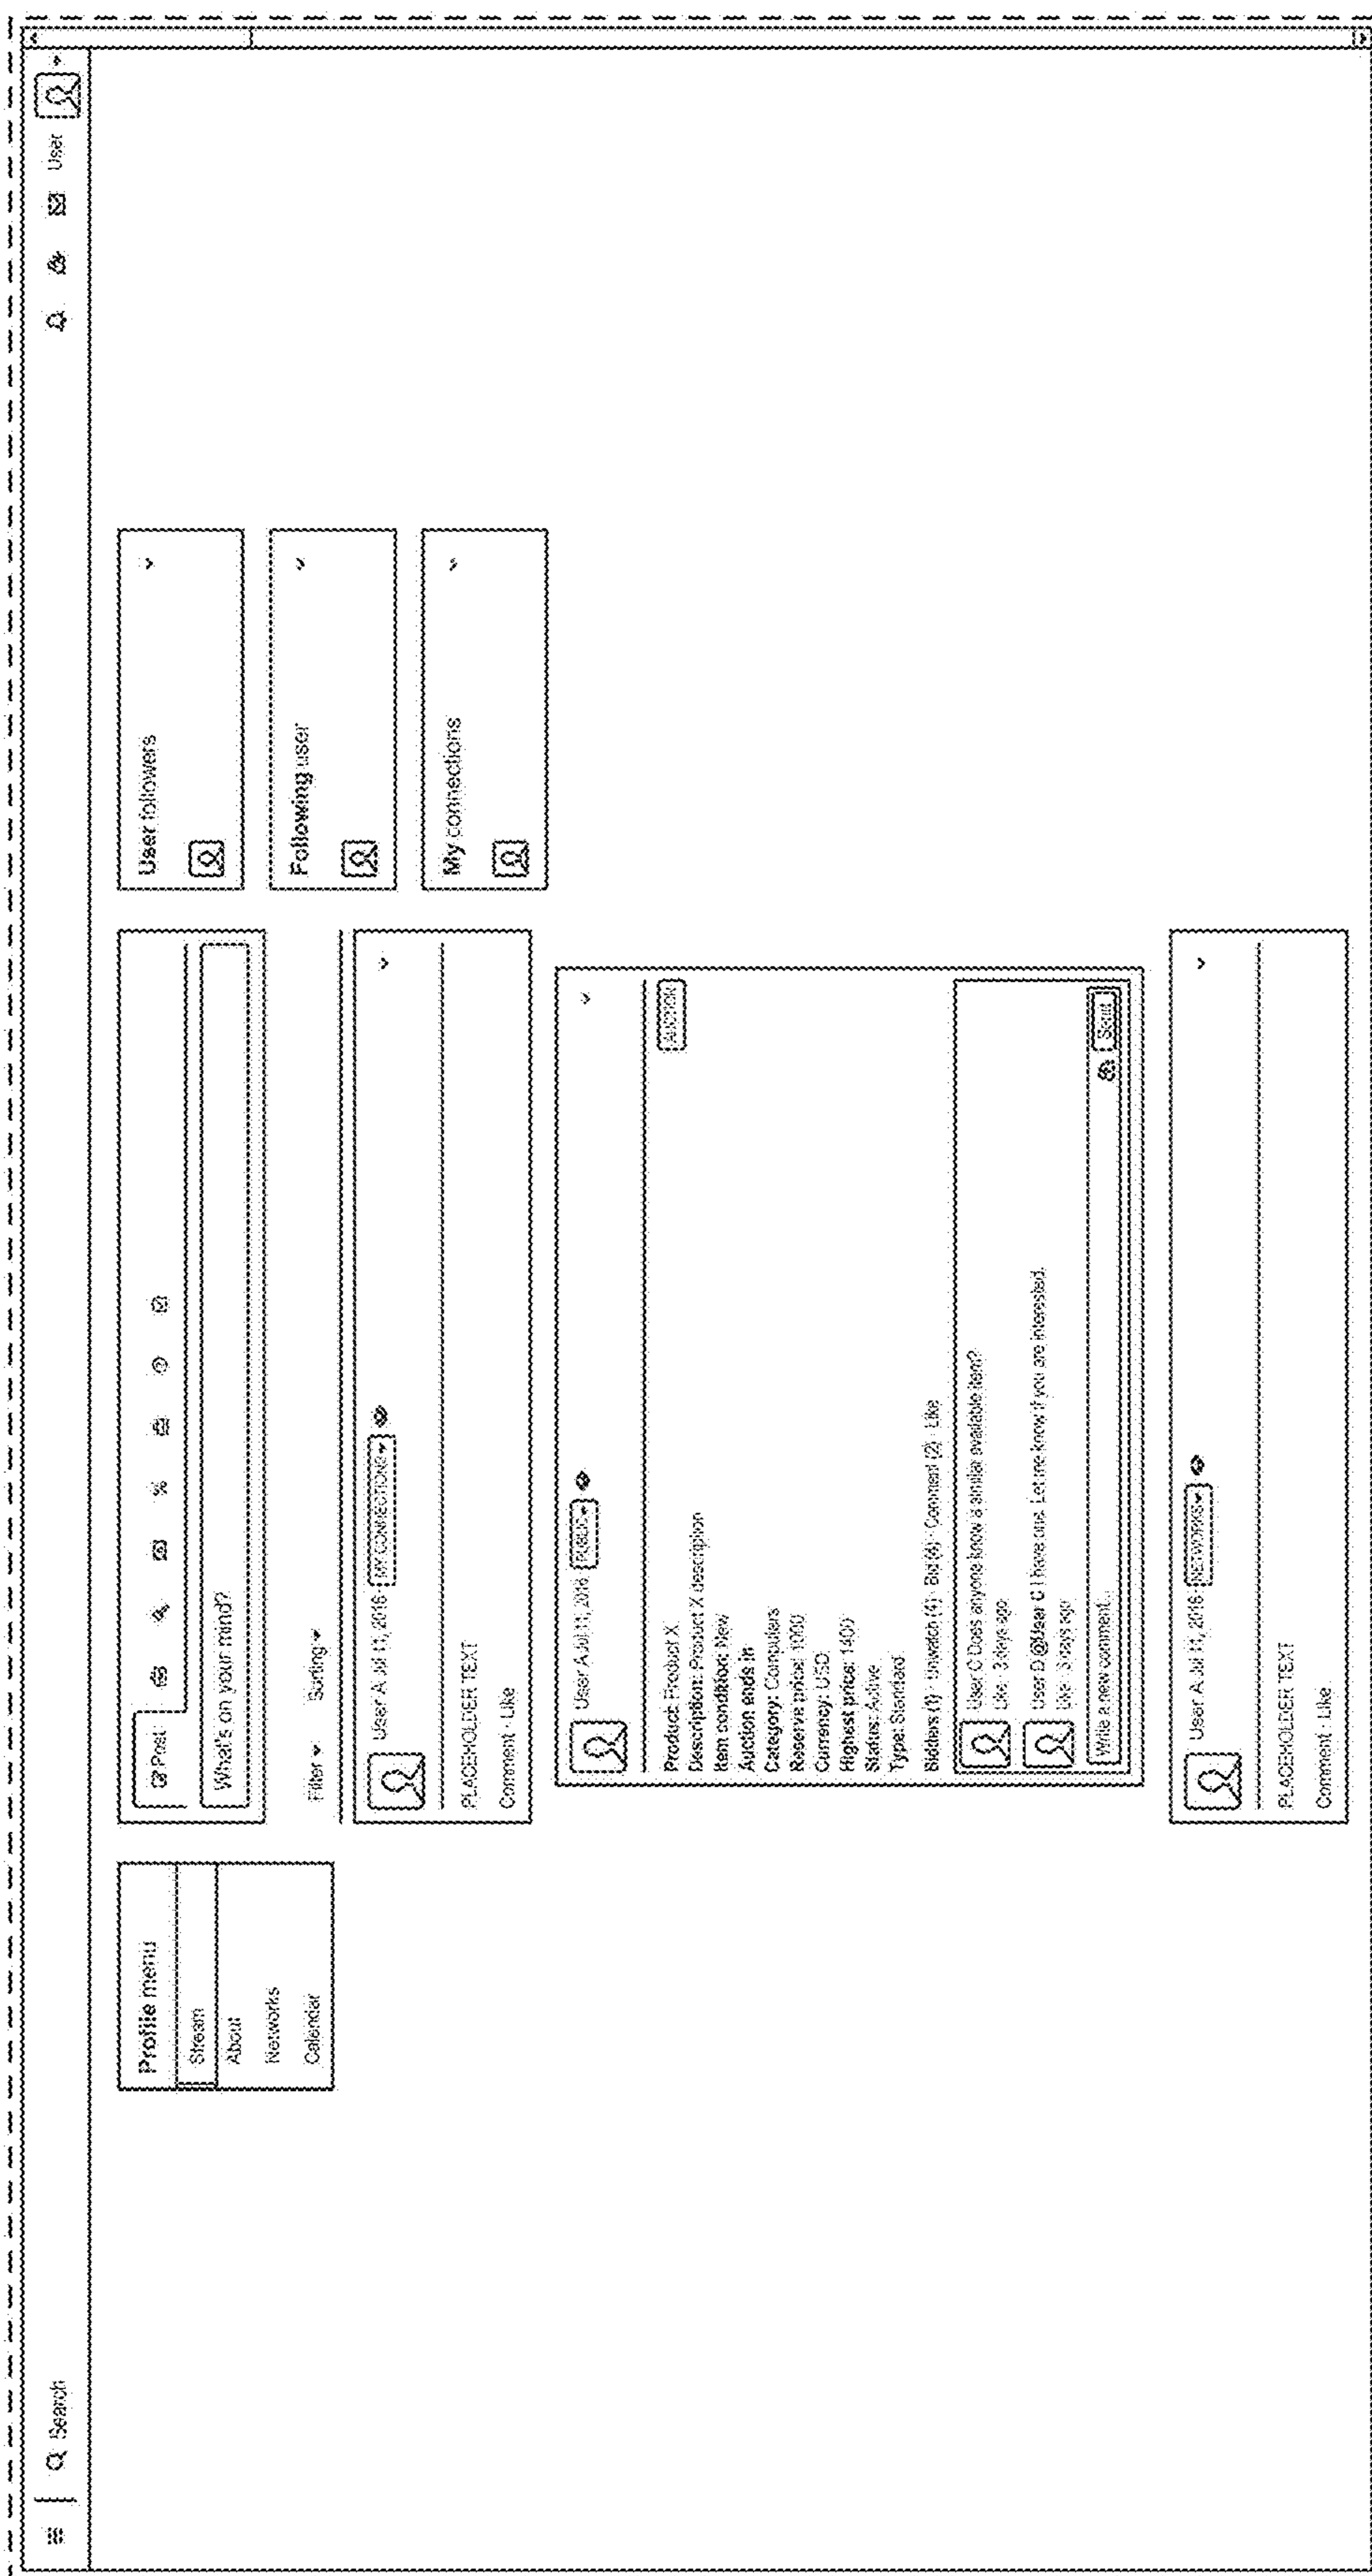 Search
User
Profile menu
Stream
About
Networks
Calendar
Post
What's on your mind?
Filter Sorting
User A Jul 11, 2016 · MY CONNECTIONS
PLACEHOLDER TEXT
Comment · Like
User A Jul 11, 2016 PUBLIC
AUCTION
Product: Product X
Description: Product X description
Item condition: New
Auction ends in
Category: Computers
Reserve price: 1000
Currency: USD
Highest price: 1400
Status: Active
Type: Standard
Bidders (1) · Unwatch · Bid · Comment (2) · Like
User C Does anyone know a similar available item?
Like · 3 days ago
User D @User C I have one. Let me know if you are interested.
Like · 3 days ago
Write a new comment...
Send
User A Jul 11, 2016 · NETWORKS
PLACEHOLDER TEXT
Comment · Like
User followers
Following user
My connections